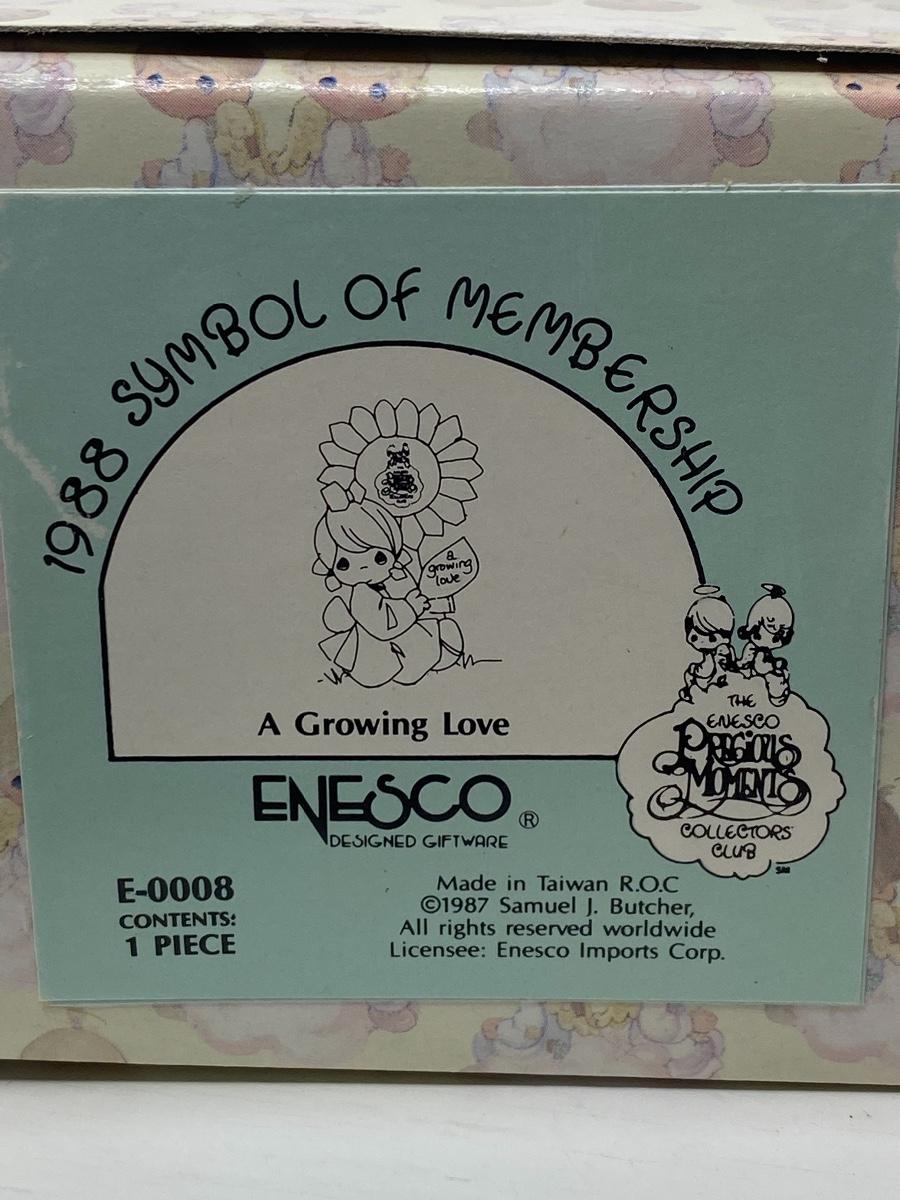 1988 SYMBOL OF MEMBERSHIP
a
growing
love
A Growing Love
THE
ENESCO
PRECIOUS
MOMENTS
COLLECTORS'
CLUB
SM
ENESCO ®
DESIGNED GIFTWARE
E-0008
CONTENTS:
1 PIECE
Made in Taiwan R.O.C
©1987 Samuel J. Butcher,
All rights reserved worldwide
Licensee: Enesco Imports Corp.